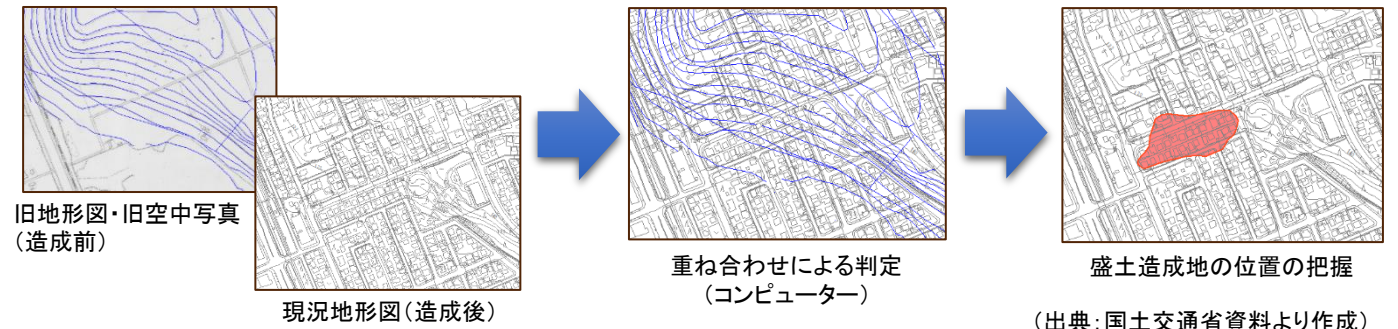 旧地形図・旧空中写真
（造成前）
現況地形図（造成後）
重ね合わせによる判定
（コンピューター）
盛土造成地の位置の把握
（出典：国土交通省資料より作成）